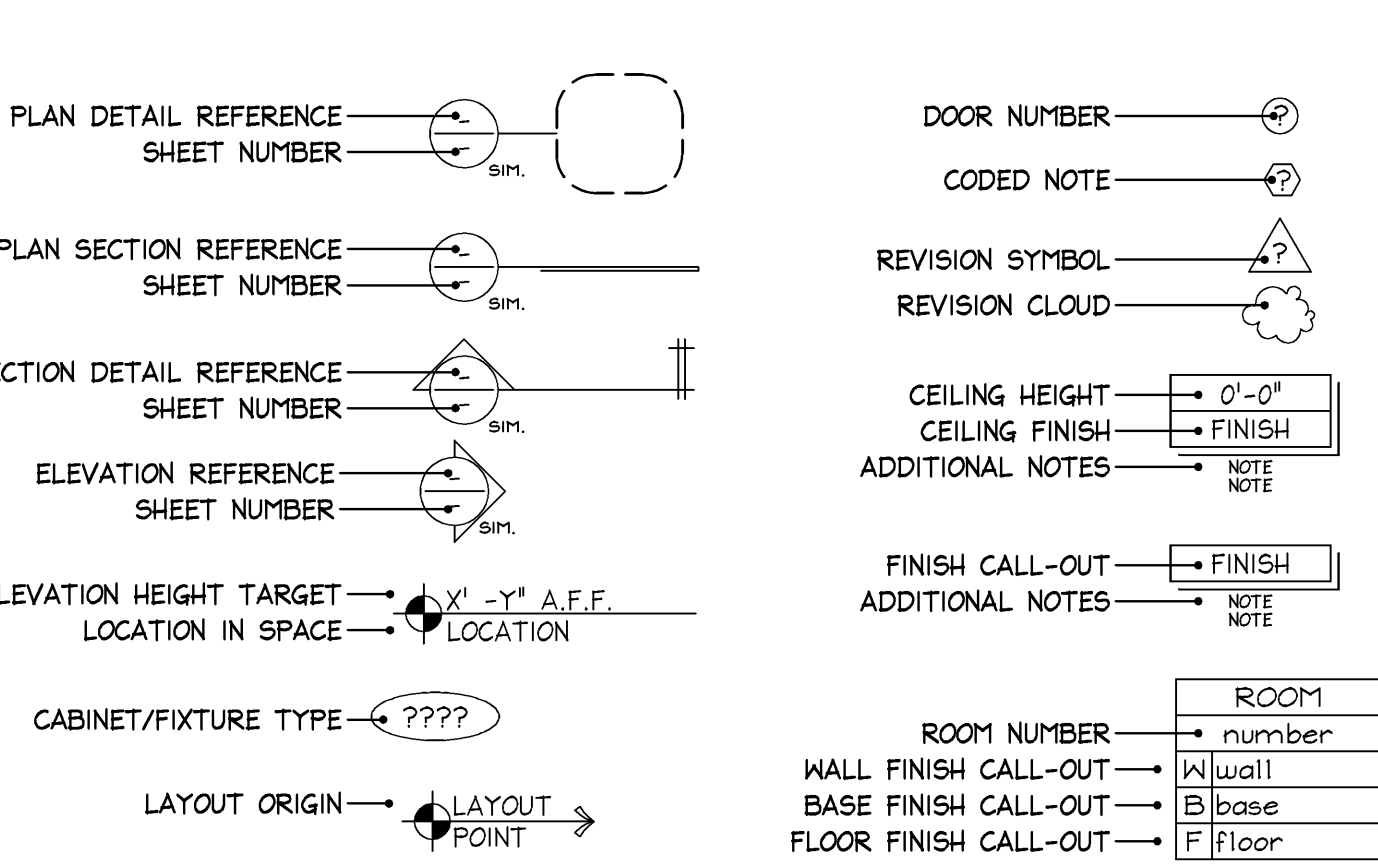 PLAN DETAIL REFERENCE
SHEET NUMBER
SIM.
PLAN SECTION REFERENCE
SHEET NUMBER
SIM.
DETAIL REFERENCE
SHEET NUMBER
SIM.
ELEVATION REFERENCE
SHEET NUMBER
SIM.
HEIGHT TARGET X' -Y" A.F.F.
LOCATION IN SPACE LOCATION
CABINET/FIXTURE TYPE ????
LAYOUT ORIGIN LAYOUT
POINT
DOOR NUMBER ?
CODED NOTE ?
REVISION SYMBOL ?
REVISION CLOUD
CEILING HEIGHT 0'-0"
CEILING FINISH FINISH
ADDITIONAL NOTES NOTE
NOTE
FINISH CALL-OUT FINISH
ADDITIONAL NOTES NOTE
NOTE
ROOM
ROOM NUMBER number
WALL FINISH CALL-OUT W wall
BASE FINISH CALL-OUT B base
FLOOR FINISH CALL-OUT F floor